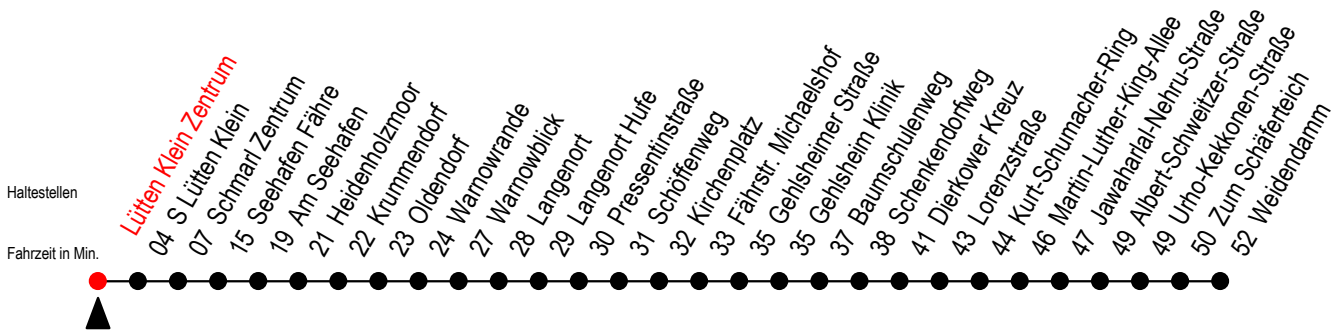 Haltestellen
Fahrzeit in Min.
Lütten Klein Zentrum
04 S Lütten Klein
07 Schmarl Zentrum
15 Seehafen Fähre
19 Am Seehafen
21 Heidenholzmoor
22 Krummendorf
23 Oldendorf
24 Warnowrande
27 Warnowblick
28 Langenort
29 Langenort Hufe
30 Pressentinstraße
31 Schöffenweg
32 Kirchenplatz
33 Fährstr. Michaelshof
35 Gehlsheimer Straße
35 Gehlsheim Klinik
37 Baumschulenweg
38 Schenkendorfweg
41 Dierkower Kreuz
43 Lorenzstraße
44 Kurt-Schumacher-Ring
46 Martin-Luther-King-Allee
47 Jawaharlal-Nehru-Straße
49 Albert-Schweitzer-Straße
49 Urho-Kekkonen-Straße
50 Zum Schäferteich
52 Weidendamm